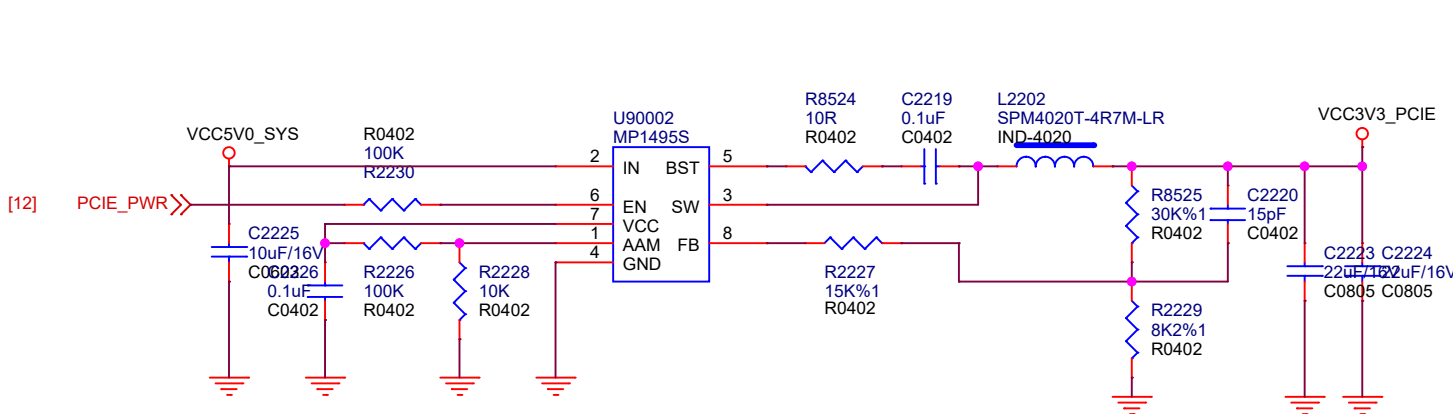 VCC5V0_SYS
R0402
100K
R2230
[12]
PCIE_PWR
C2225
10uF/16V
C0603
C2226
0.1uF
C0402
R2226
100K
R0402
R2228
10K
R0402
U90002
MP1495S
2
IN
BST
5
6
EN
SW
3
7
VCC
1
AAM
FB
8
4
GND
R8524
10R
R0402
C2219
0.1uF
C0402
L2202
SPM4020T-4R7M-LR
IND-4020
VCC3V3_PCIE
R2227
15K%1
R0402
R8525
30K%1
R0402
C2220
15pF
C0402
R2229
8K2%1
R0402
C2223
22uF/16V
C0805
C2224
22uF/16V
C0805